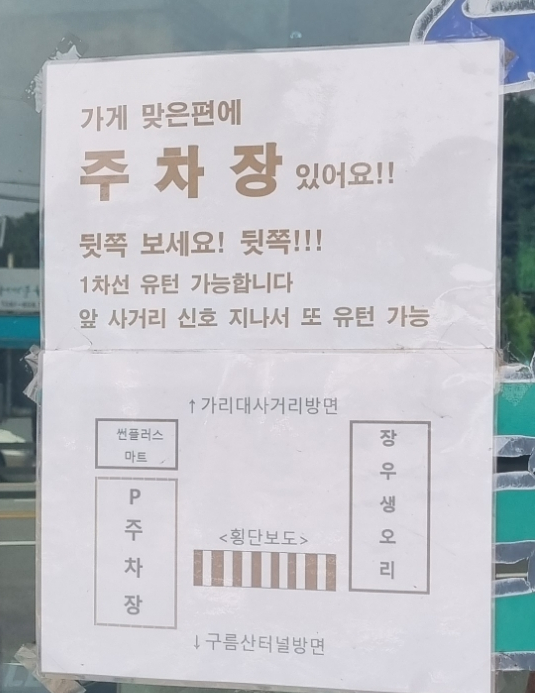 가게 맞은편에
주 차 장 있어요!!
뒷쪽 보세요! 뒷쪽!!!
1차선 유턴 가능합니다
앞 사거리 신호 지나서 또 유턴 가능
↑가리대사거리방면
썬플러스
마트
P
주
차
장
<횡단보도>
장
우
생
오
리
↓구름산터널방면